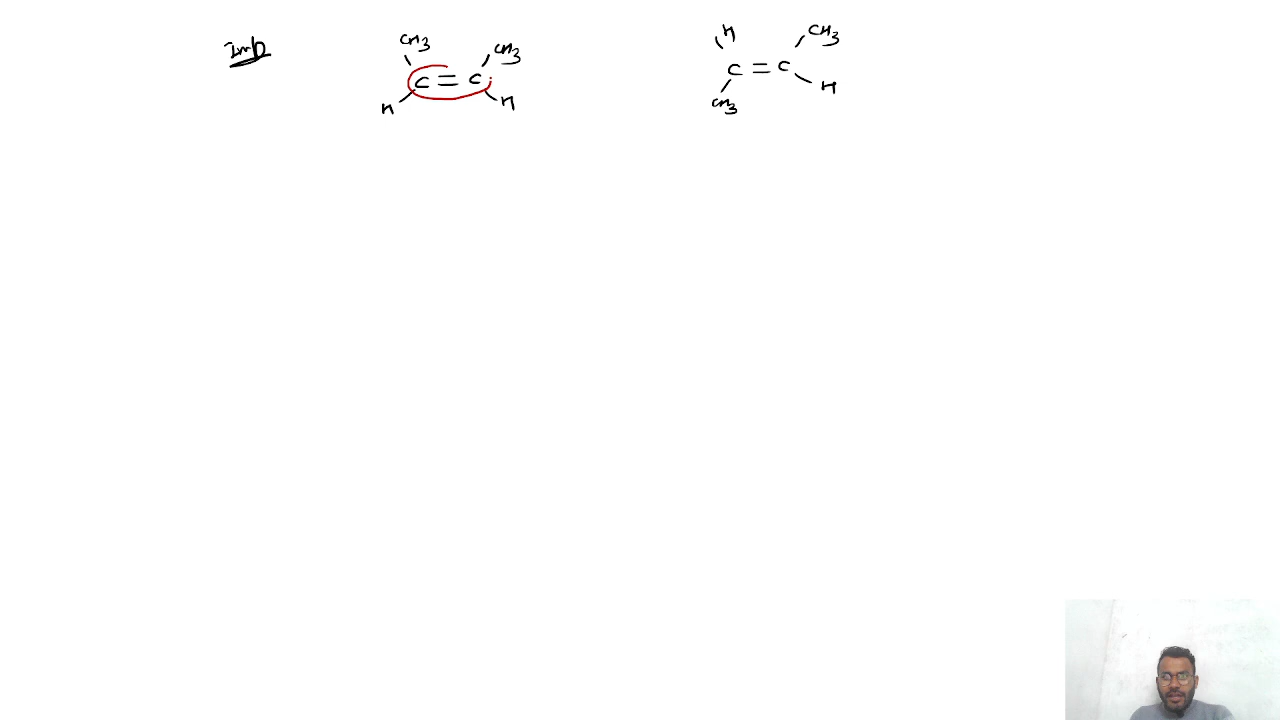 Imp
CH3 CH3
C = C
H H
H CH3
C = C
CH3 H